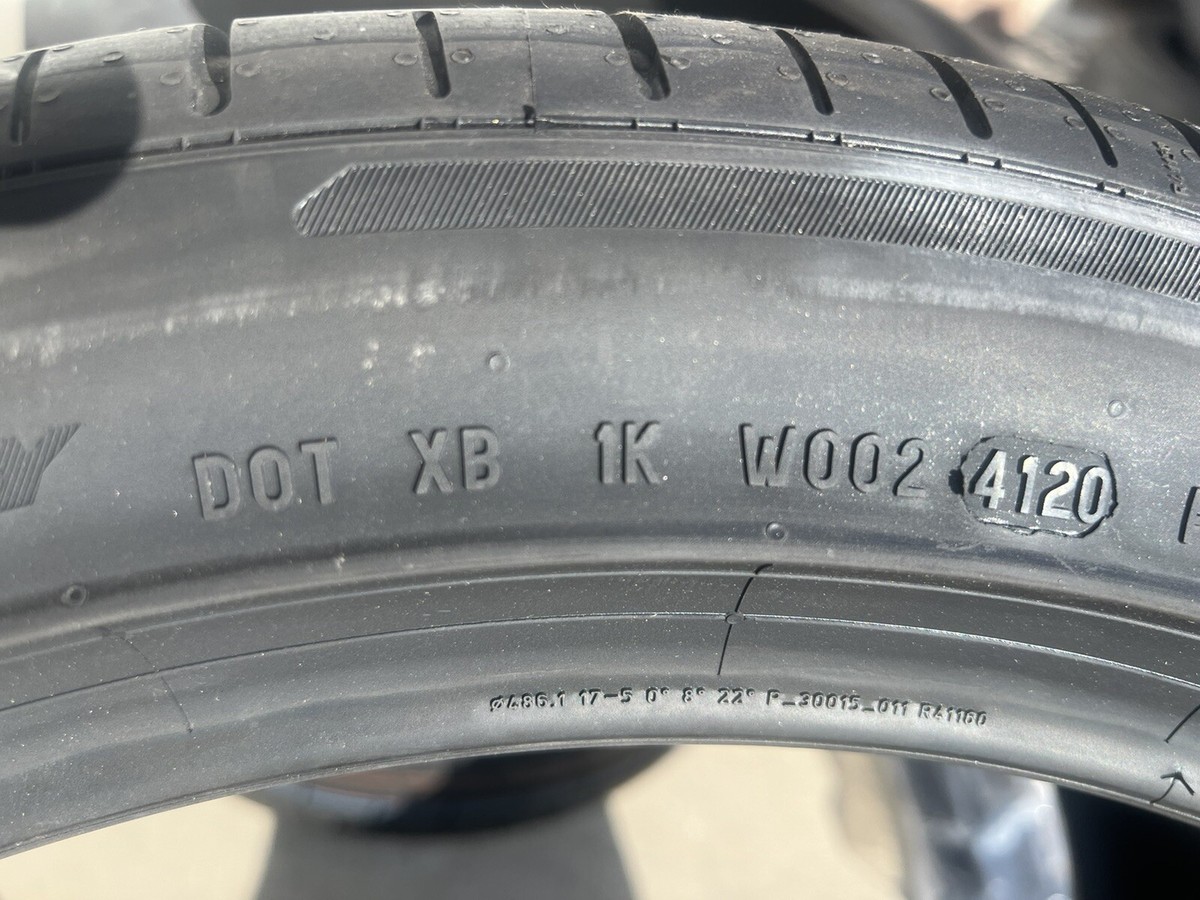 DOT XB 1K W002 4120
ø486.1 17-5 0° 8° 22° P_30015_011 R41160